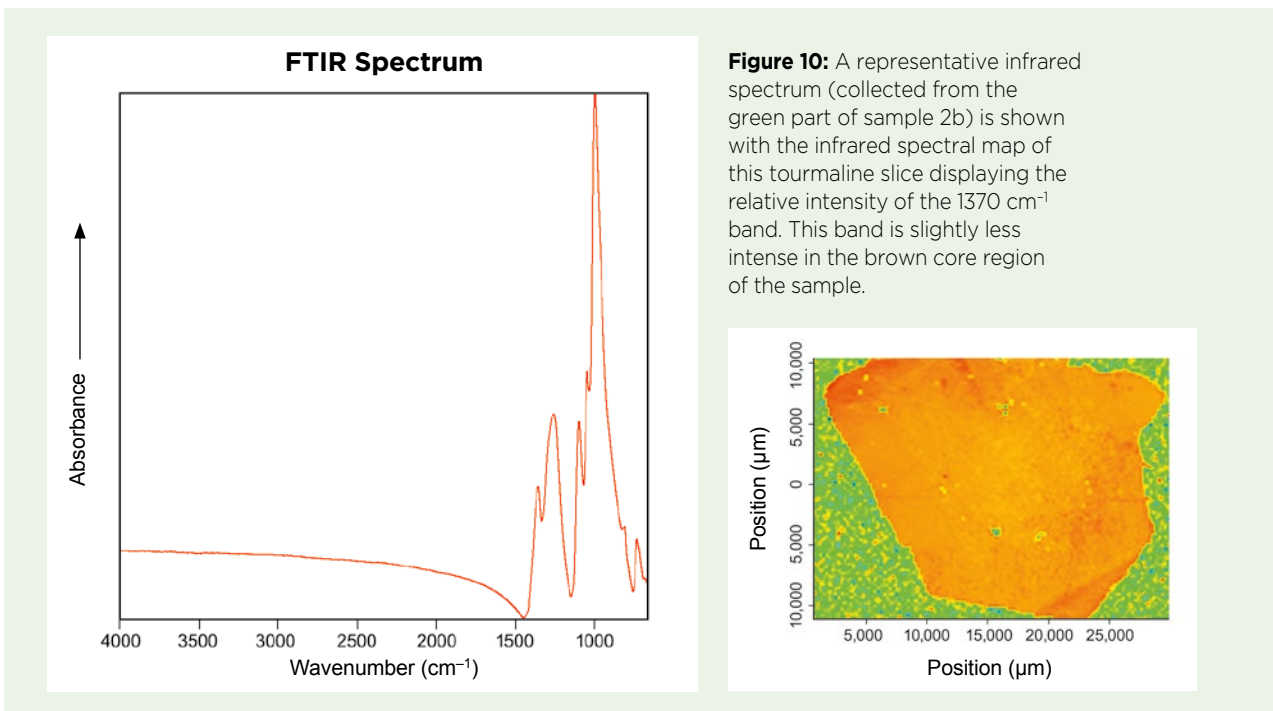 FTIR Spectrum
Absorbance
4000 3500 3000 2500 2000 1500 1000
Wavenumber (cm⁻¹)
Figure 10: A representative infrared
spectrum (collected from the
green part of sample 2b) is shown
with the infrared spectral map of
this tourmaline slice displaying the
relative intensity of the 1370 cm⁻¹
band. This band is slightly less
intense in the brown core region
of the sample.
Position (µm)
10,000
5,000
0
5,000
10,000
5,000 10,000 15,000 20,000 25,000
Position (µm)